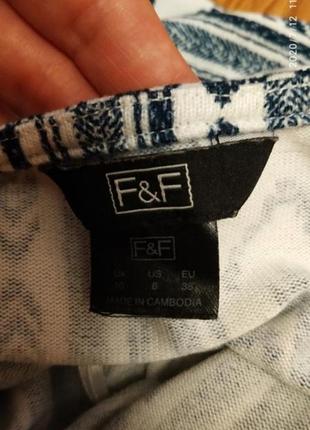 F&F
F&F
UK US EU
10 6 38
MADE IN CAMBODIA